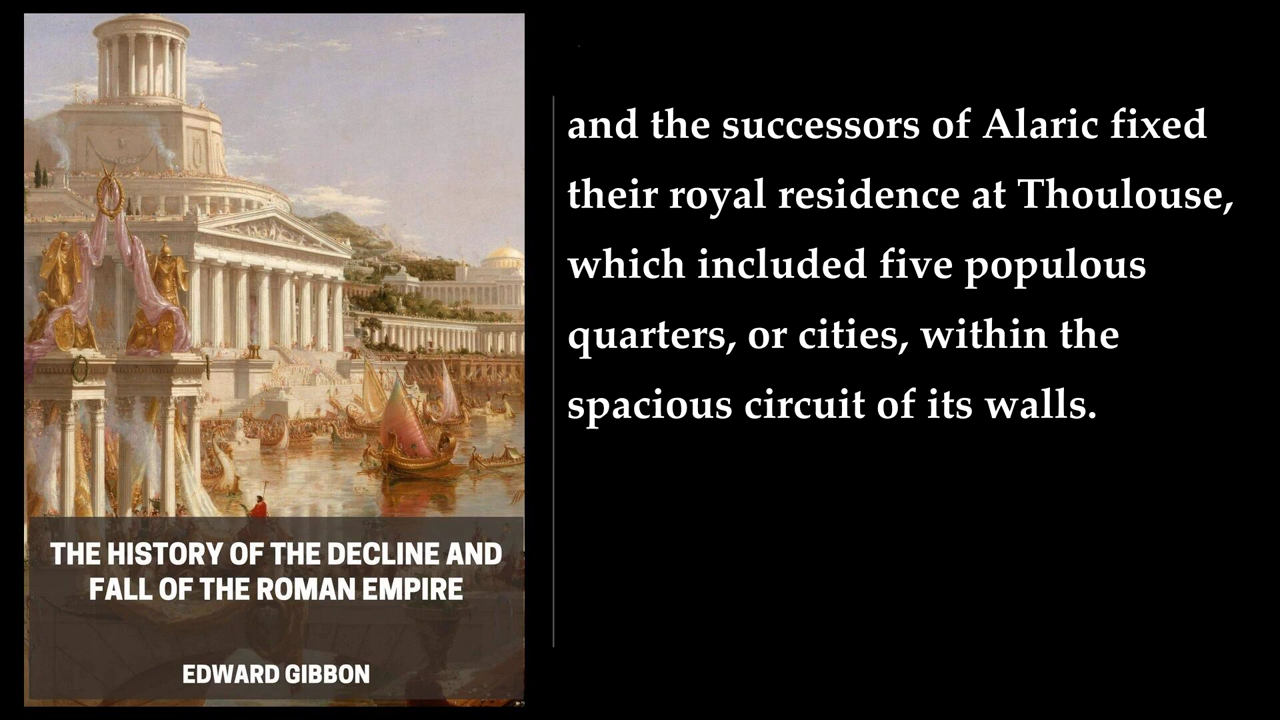 and the successors of Alaric fixed
their royal residence at Thoulouse,
which included five populous
quarters, or cities, within the
spacious circuit of its walls.
THE HISTORY OF THE DECLINE AND
FALL OF THE ROMAN EMPIRE
EDWARD GIBBON